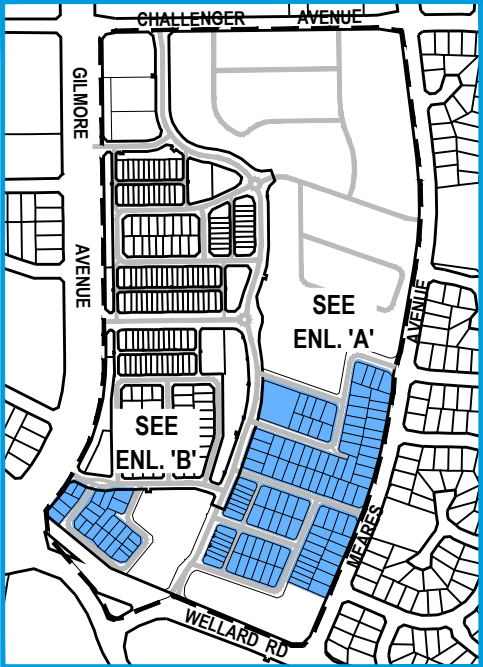 CHALLENGER AVENUE
GILMORE
AVENUE
SEE
ENL. 'A'
AVENUE
SEE
ENL. 'B'
MEARES
WELLARD RD